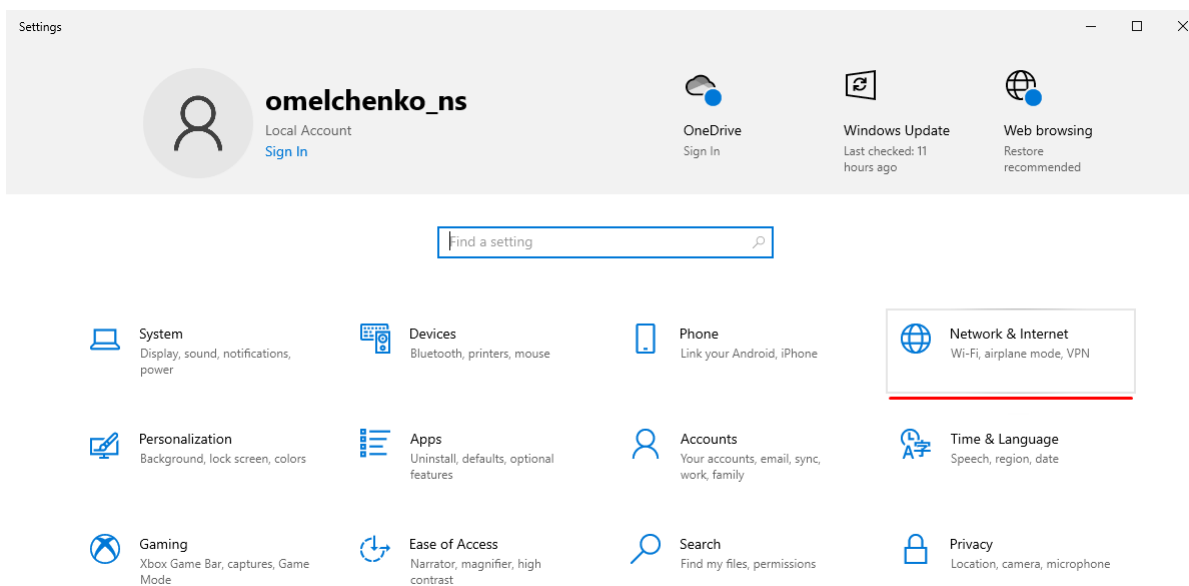 Settings
omelchenko_ns
Local Account
Sign In
OneDrive
Sign In
Windows Update
Last checked: 11
hours ago
Web browsing
Restore
recommended
Find a setting
System
Display, sound, notifications,
power
Devices
Bluetooth, printers, mouse
Phone
Link your Android, iPhone
Network & Internet
Wi-Fi, airplane mode, VPN
Personalization
Background, lock screen, colors
Apps
Uninstall, defaults, optional
features
Accounts
Your accounts, email, sync,
work, family
Time & Language
Speech, region, date
Gaming
Xbox Game Bar, captures, Game
Mode
Ease of Access
Narrator, magnifier, high
contrast
Search
Find my files, permissions
Privacy
Location, camera, microphone